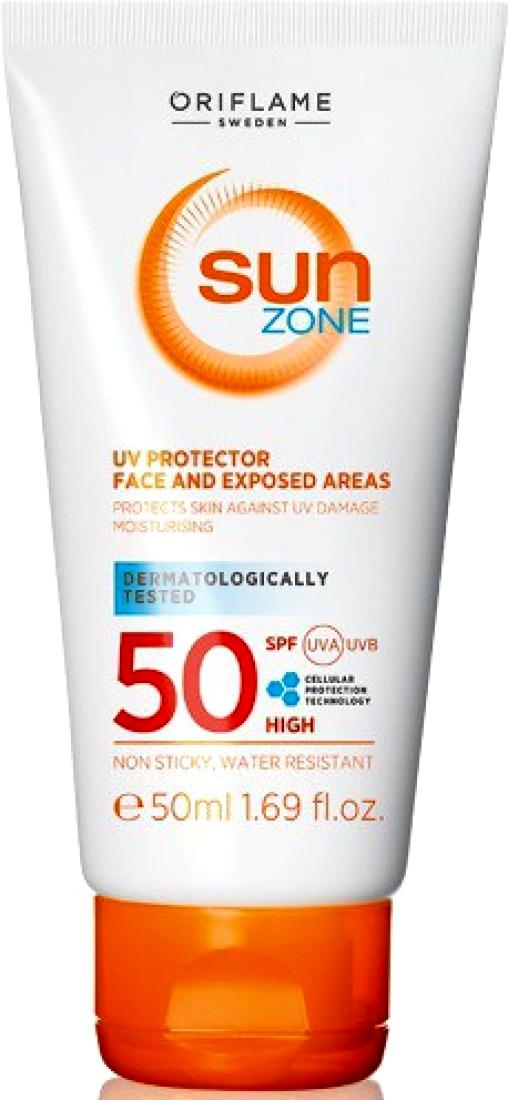 ORIFLAME
SWEDEN
sun
ZONE
UV PROTECTOR
FACE AND EXPOSED AREAS
PROTECTS SKIN AGAINST UV DAMAGE
MOISTURISING
DERMATOLOGICALLY
TESTED
50 SPF UVA UVB
CELLULAR
PROTECTION
TECHNOLOGY
HIGH
NON STICKY, WATER RESISTANT
℮50ml 1.69 fl.oz.